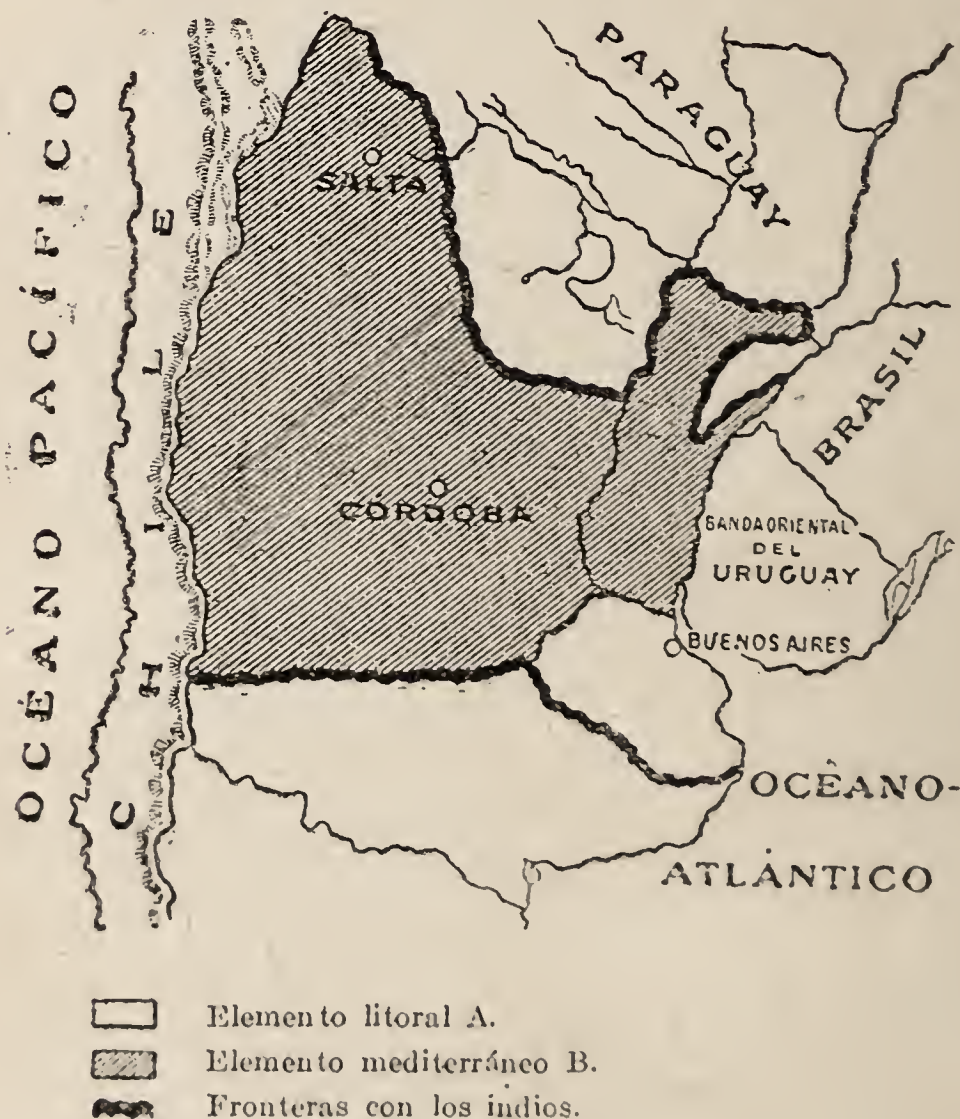 OCÉANO PACÍFICO
CHILE
PARAGUAY
SALTA
BRASIL
CÓRDOBA
BANDA ORIENTAL
DEL
URUGUAY
BUENOS AIRES
OCÉANO-
ATLÁNTICO
Elemento litoral A.
Elemento mediterráneo B.
Fronteras con los indios.